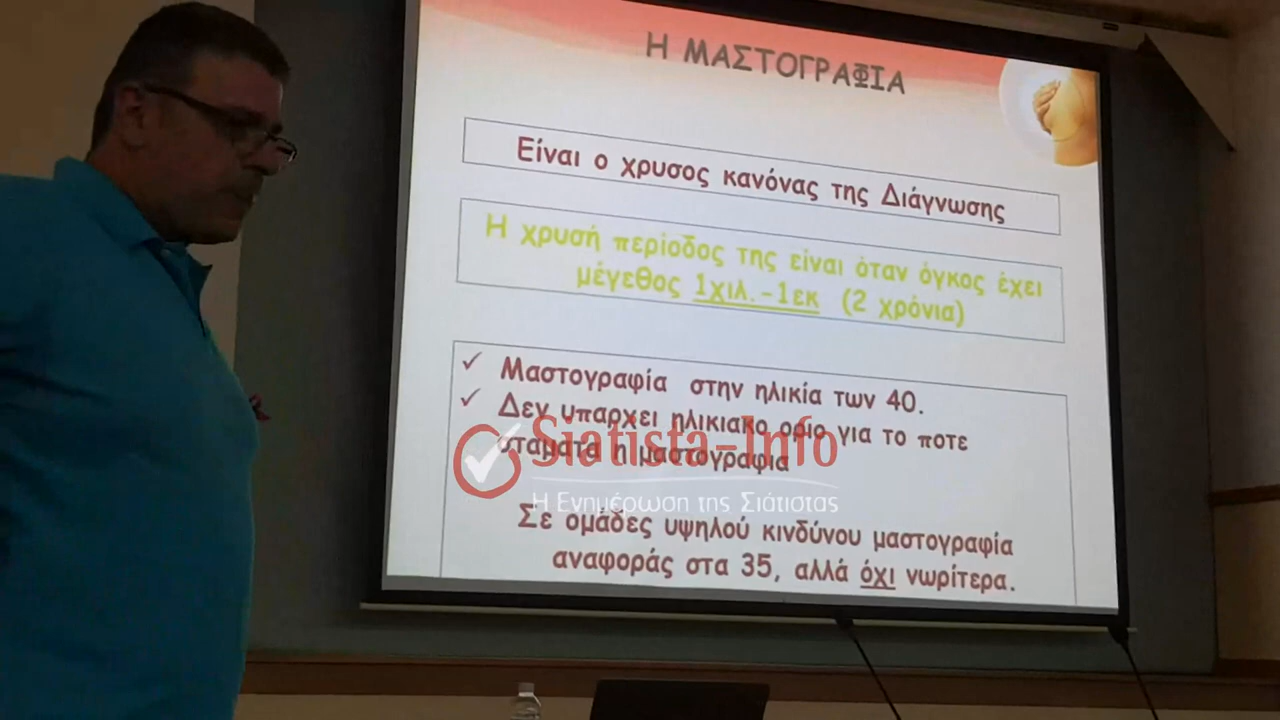 Η ΜΑΣΤΟΓΡΑΦΙΑ
Είναι ο χρυσος κανόνας της Διάγνωσης
Η χρυσή περίοδος της είναι όταν όγκος έχει
μέγεθος 1χιλ.-1εκ (2 χρόνια)
✓ Μαστογραφία στην ηλικία των 40.
✓ Δεν υπαρχει ηλικιακο οριο για το ποτε
σταματα η μαστογραφια
Siatista-Info
Η Ενημέρωση της Σιάτιστας
Σε ομάδες υψηλού κινδύνου μαστογραφία
αναφοράς στα 35, αλλά όχι νωρίτερα.